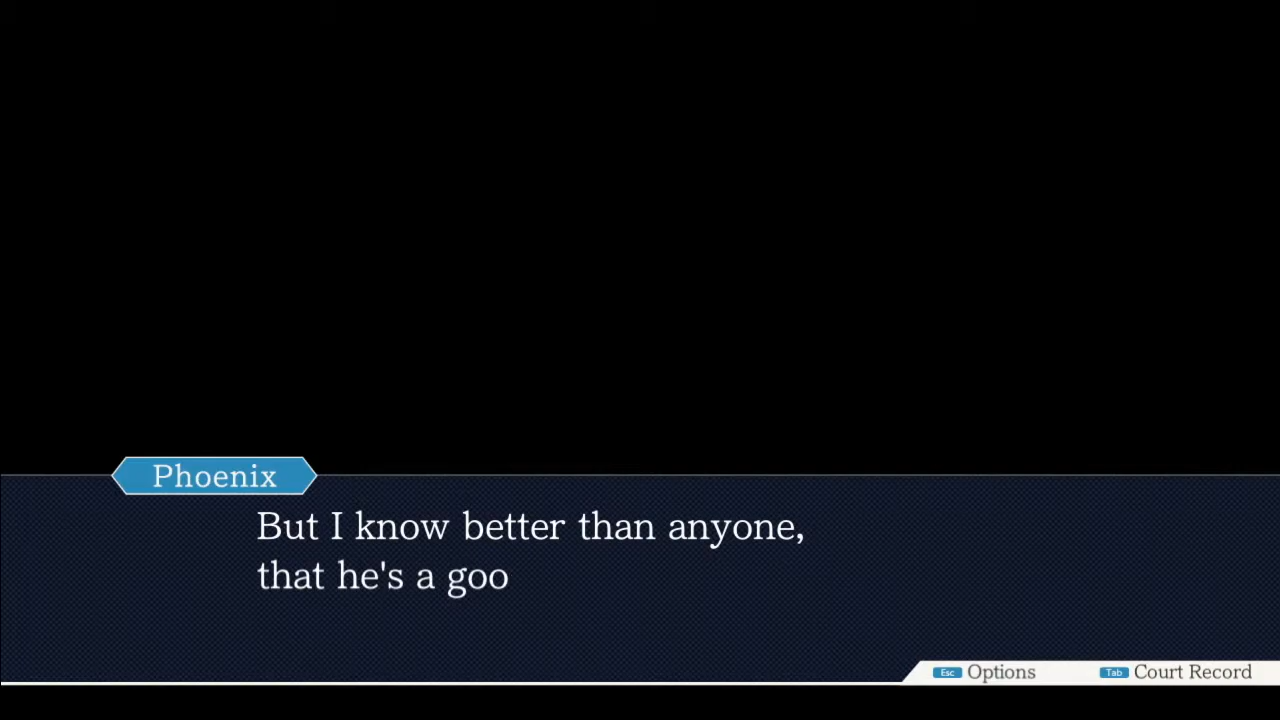 Phoenix
But I know better than anyone,
that he's a goo
Esc Options Tab Court Record